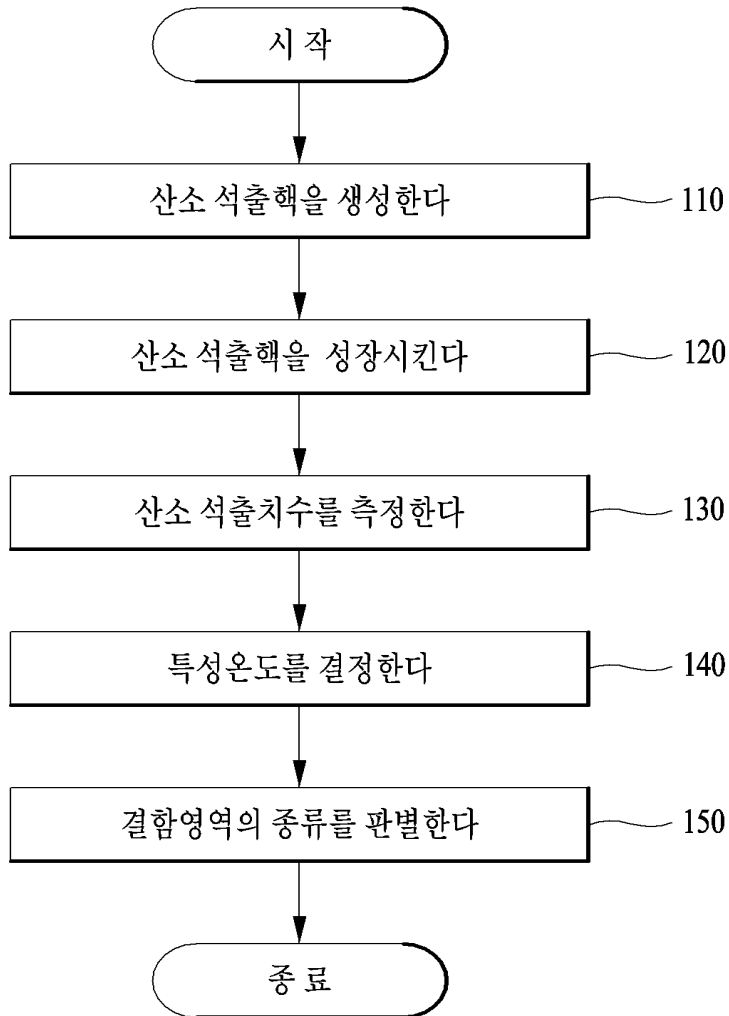 시 작
산소 석출핵을 생성한다 110
산소 석출핵을 성장시킨다 120
산소 석출치수를 측정한다 130
특성온도를 결정한다 140
결함영역의 종류를 판별한다 150
종 료